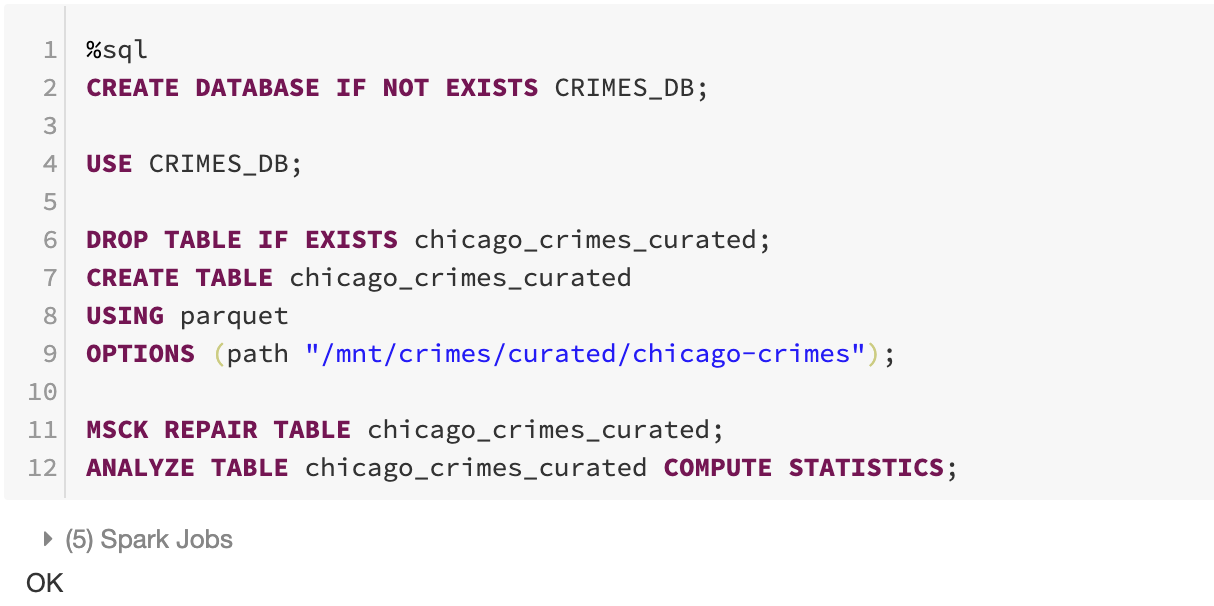 1 %sql
2 CREATE DATABASE IF NOT EXISTS CRIMES_DB;
3
4 USE CRIMES_DB;
5
6 DROP TABLE IF EXISTS chicago_crimes_curated;
7 CREATE TABLE chicago_crimes_curated
8 USING parquet
9 OPTIONS (path "/mnt/crimes/curated/chicago-crimes");
10
11 MSCK REPAIR TABLE chicago_crimes_curated;
12 ANALYZE TABLE chicago_crimes_curated COMPUTE STATISTICS;
(5) Spark Jobs
OK